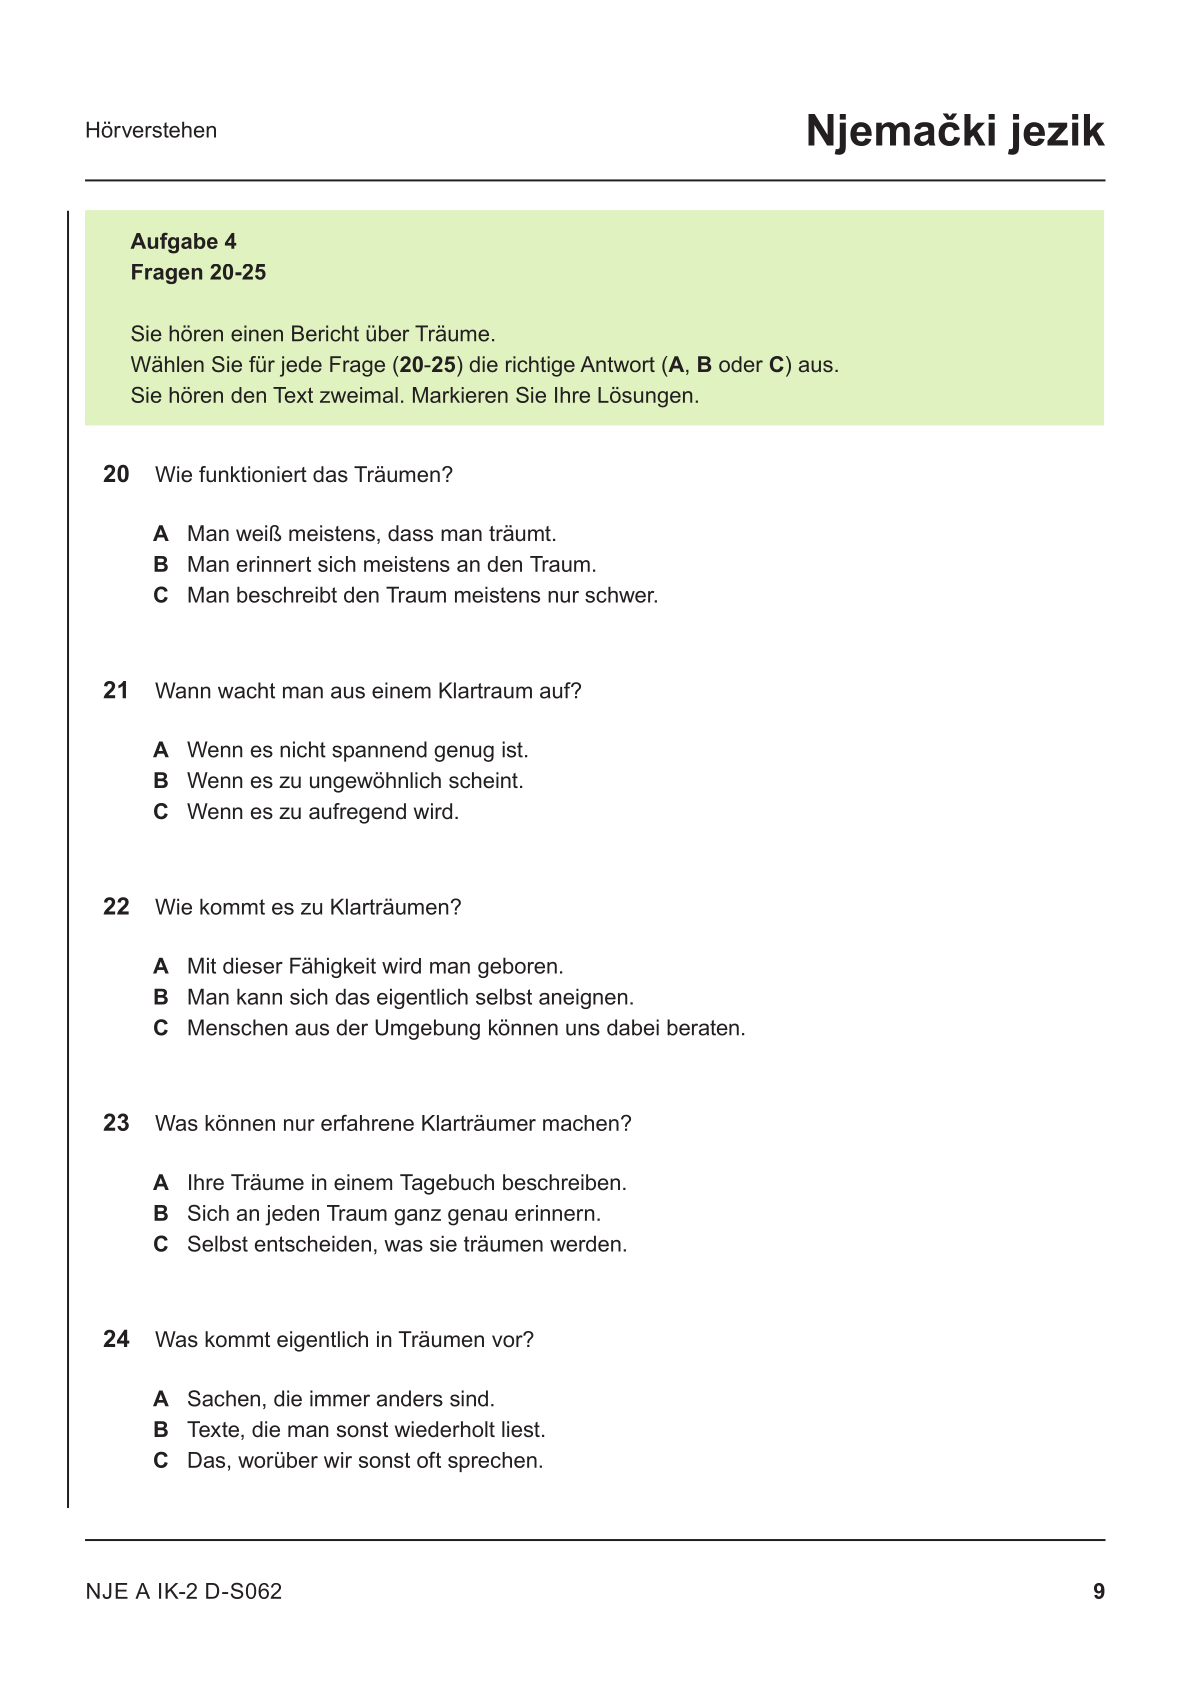 Hörverstehen
Njemački jezik
Aufgabe 4
Fragen 20-25
Sie hören einen Bericht über Träume.
Wählen Sie für jede Frage (20-25) die richtige Antwort (A, B oder C) aus.
Sie hören den Text zweimal. Markieren Sie Ihre Lösungen.
20 Wie funktioniert das Träumen?
A Man weiß meistens, dass man träumt.
B Man erinnert sich meistens an den Traum.
C Man beschreibt den Traum meistens nur schwer.
21 Wann wacht man aus einem Klartraum auf?
A Wenn es nicht spannend genug ist.
B Wenn es zu ungewöhnlich scheint.
C Wenn es zu aufregend wird.
22 Wie kommt es zu Klarträumen?
A Mit dieser Fähigkeit wird man geboren.
B Man kann sich das eigentlich selbst aneignen.
C Menschen aus der Umgebung können uns dabei beraten.
23 Was können nur erfahrene Klarträumer machen?
A Ihre Träume in einem Tagebuch beschreiben.
B Sich an jeden Traum ganz genau erinnern.
C Selbst entscheiden, was sie träumen werden.
24 Was kommt eigentlich in Träumen vor?
A Sachen, die immer anders sind.
B Texte, die man sonst wiederholt liest.
C Das, worüber wir sonst oft sprechen.
NJE A IK-2 D-S062
9